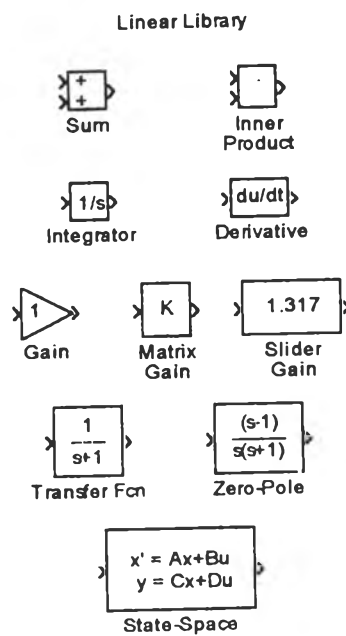 Linear Library
+
+
Sum
·
Inner
Product
1/s
Integrator
du/dt
Derivative
1
Gain
K
Matrix
Gain
1.317
Slider
Gain
1
s+1
Transfer Fcn
(s-1)
s(s+1)
Zero-Pole
x' = Ax+Bu
y = Cx+Du
State-Space